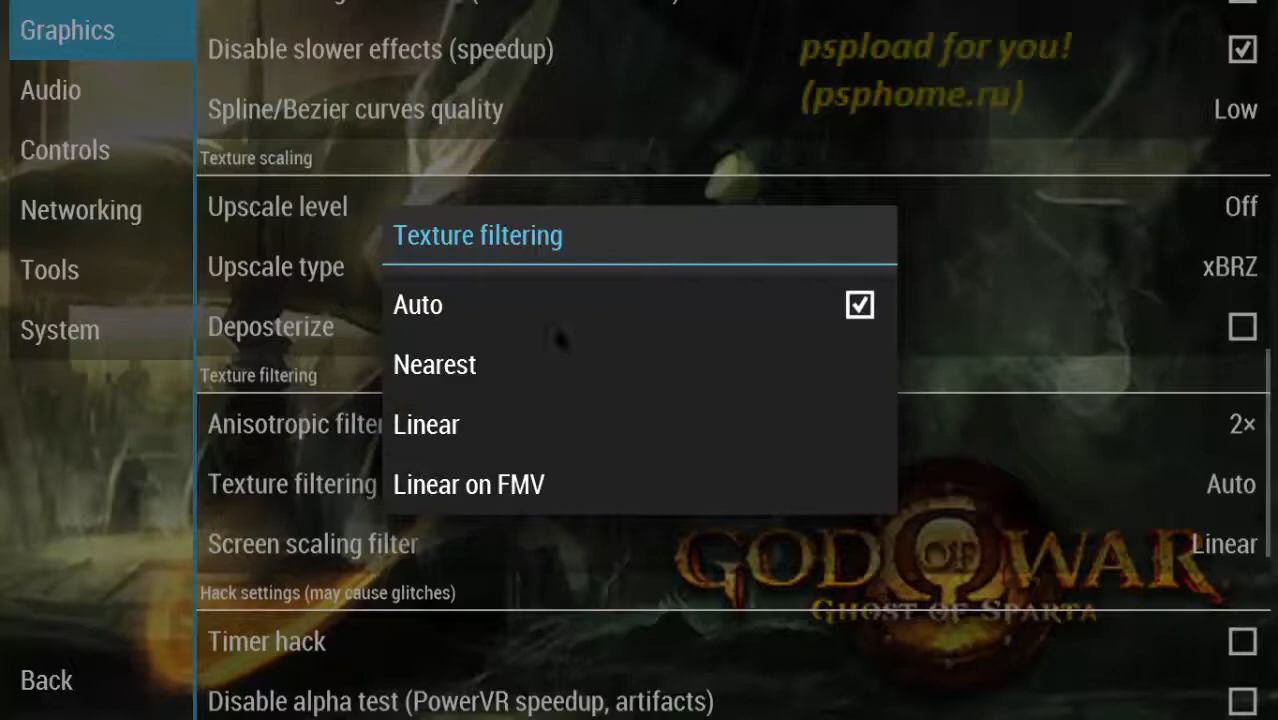 Graphics
Audio
Controls
Networking
Tools
System
Back
Disable slower effects (speedup)
Spline/Bezier curves quality
Low
Texture scaling
Upscale level
Off
Upscale type
xBRZ
Deposterize
Texture filtering
Anisotropic filter
2×
Texture filtering
Auto
Screen scaling filter
Linear
Hack settings (may cause glitches)
Timer hack
Disable alpha test (PowerVR speedup, artifacts)
Texture filtering
Auto
Nearest
Linear
Linear on FMV
pspload for you!
(psphome.ru)
GOD OF WAR
GHOST OF SPARTA